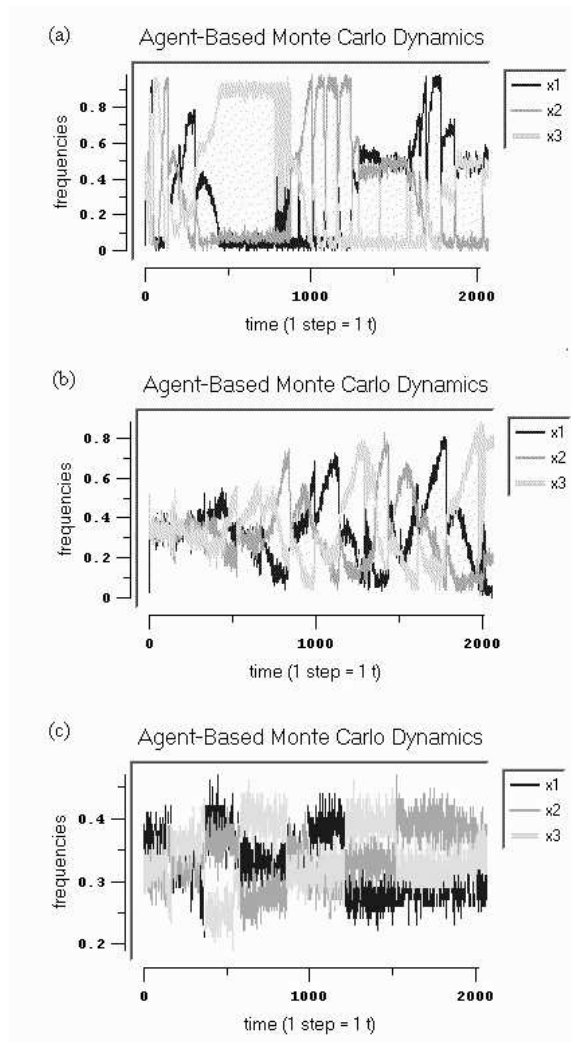 (a)
Agent-Based Monte Carlo Dynamics
frequencies
0.8
0.6
0.4
0.2
0
0
1000
2000
time (1 step = 1 t)
x1
x2
x3
(b)
Agent-Based Monte Carlo Dynamics
frequencies
0.8
0.6
0.4
0.2
0
0
1000
2000
time (1 step = 1 t)
x1
x2
x3
(c)
Agent-Based Monte Carlo Dynamics
frequencies
0.4
0.3
0.2
0
1000
2000
time (1 step = 1 t)
x1
x2
x3